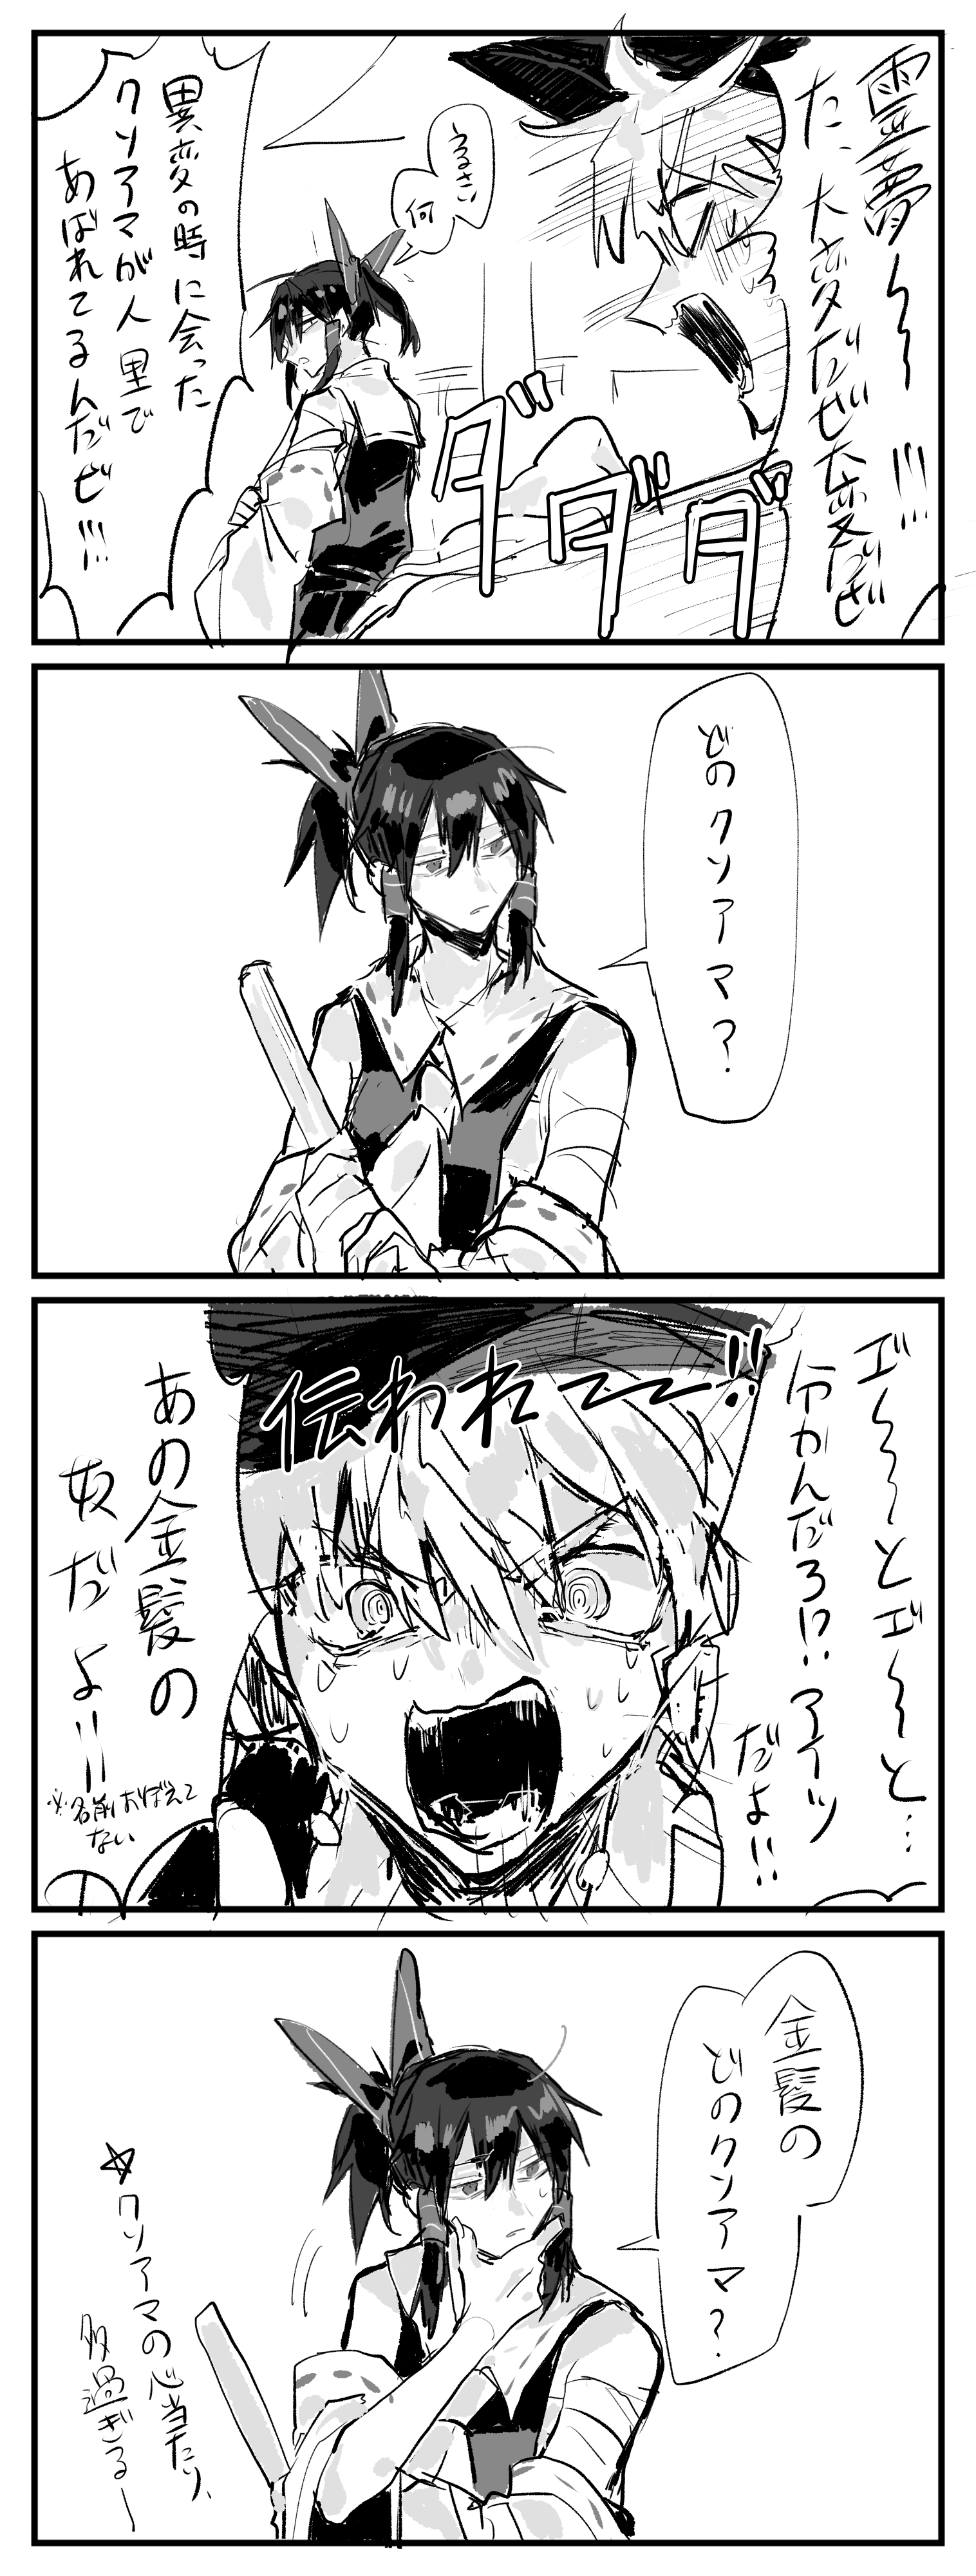 霊夢〜〜!!!
た、大変だぜ大変だぜ
うるさい
何
異変の時に会った
クソアマが人里で
あばれてるんだぜ!!!
ダダダ
どのクソアマ?
エ〜〜とエ〜〜と…
分かんだろ!?アイツ
だよ!!
伝われーー!!
あの金髪の
奴だよ!!
※名前おぼえて
ない
金髪の
どのクソアマ?
☆クソアマの心当たり、
多過ぎるー